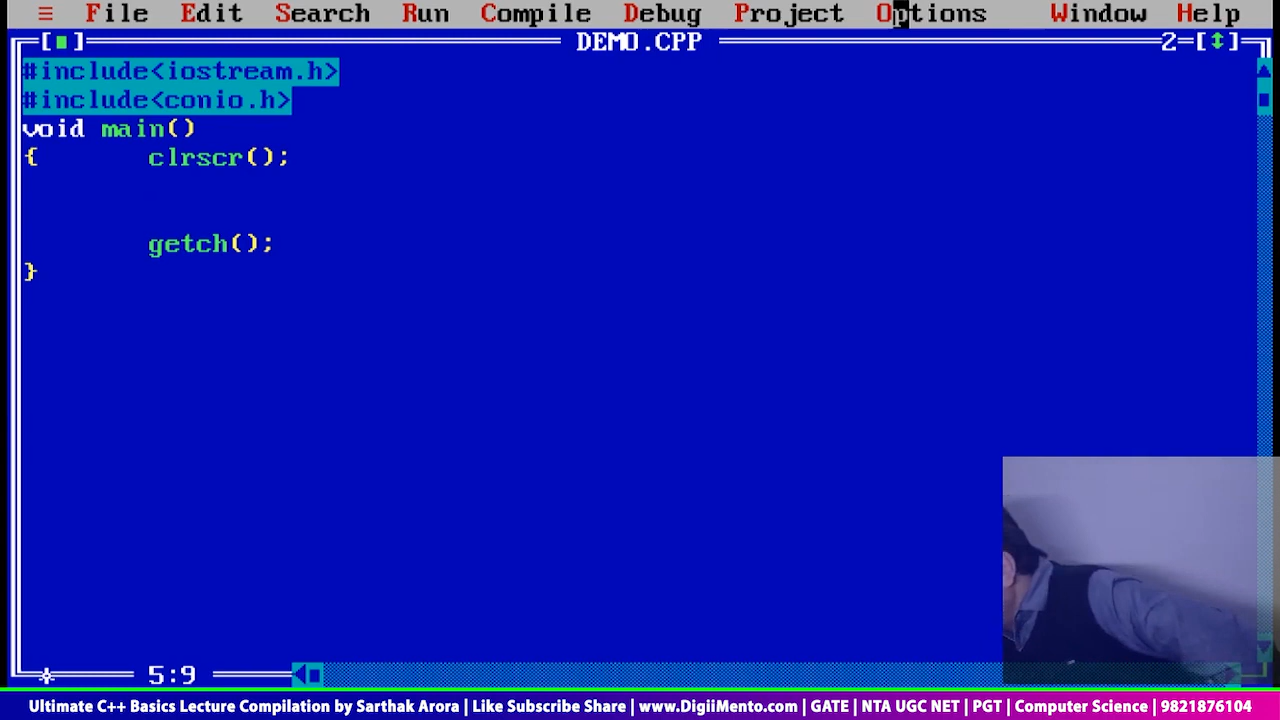 ≡ File Edit Search Run Compile Debug Project Options Window Help
[■] DEMO.CPP 2=[↕]
#include<iostream.h>
#include<conio.h>
void main()
{ clrscr();
getch();
}
5:9
Ultimate C++ Basics Lecture Compilation by Sarthak Arora | Like Subscribe Share | www.DigiiMento.com | GATE | NTA UGC NET | PGT | Computer Science | 9821876104